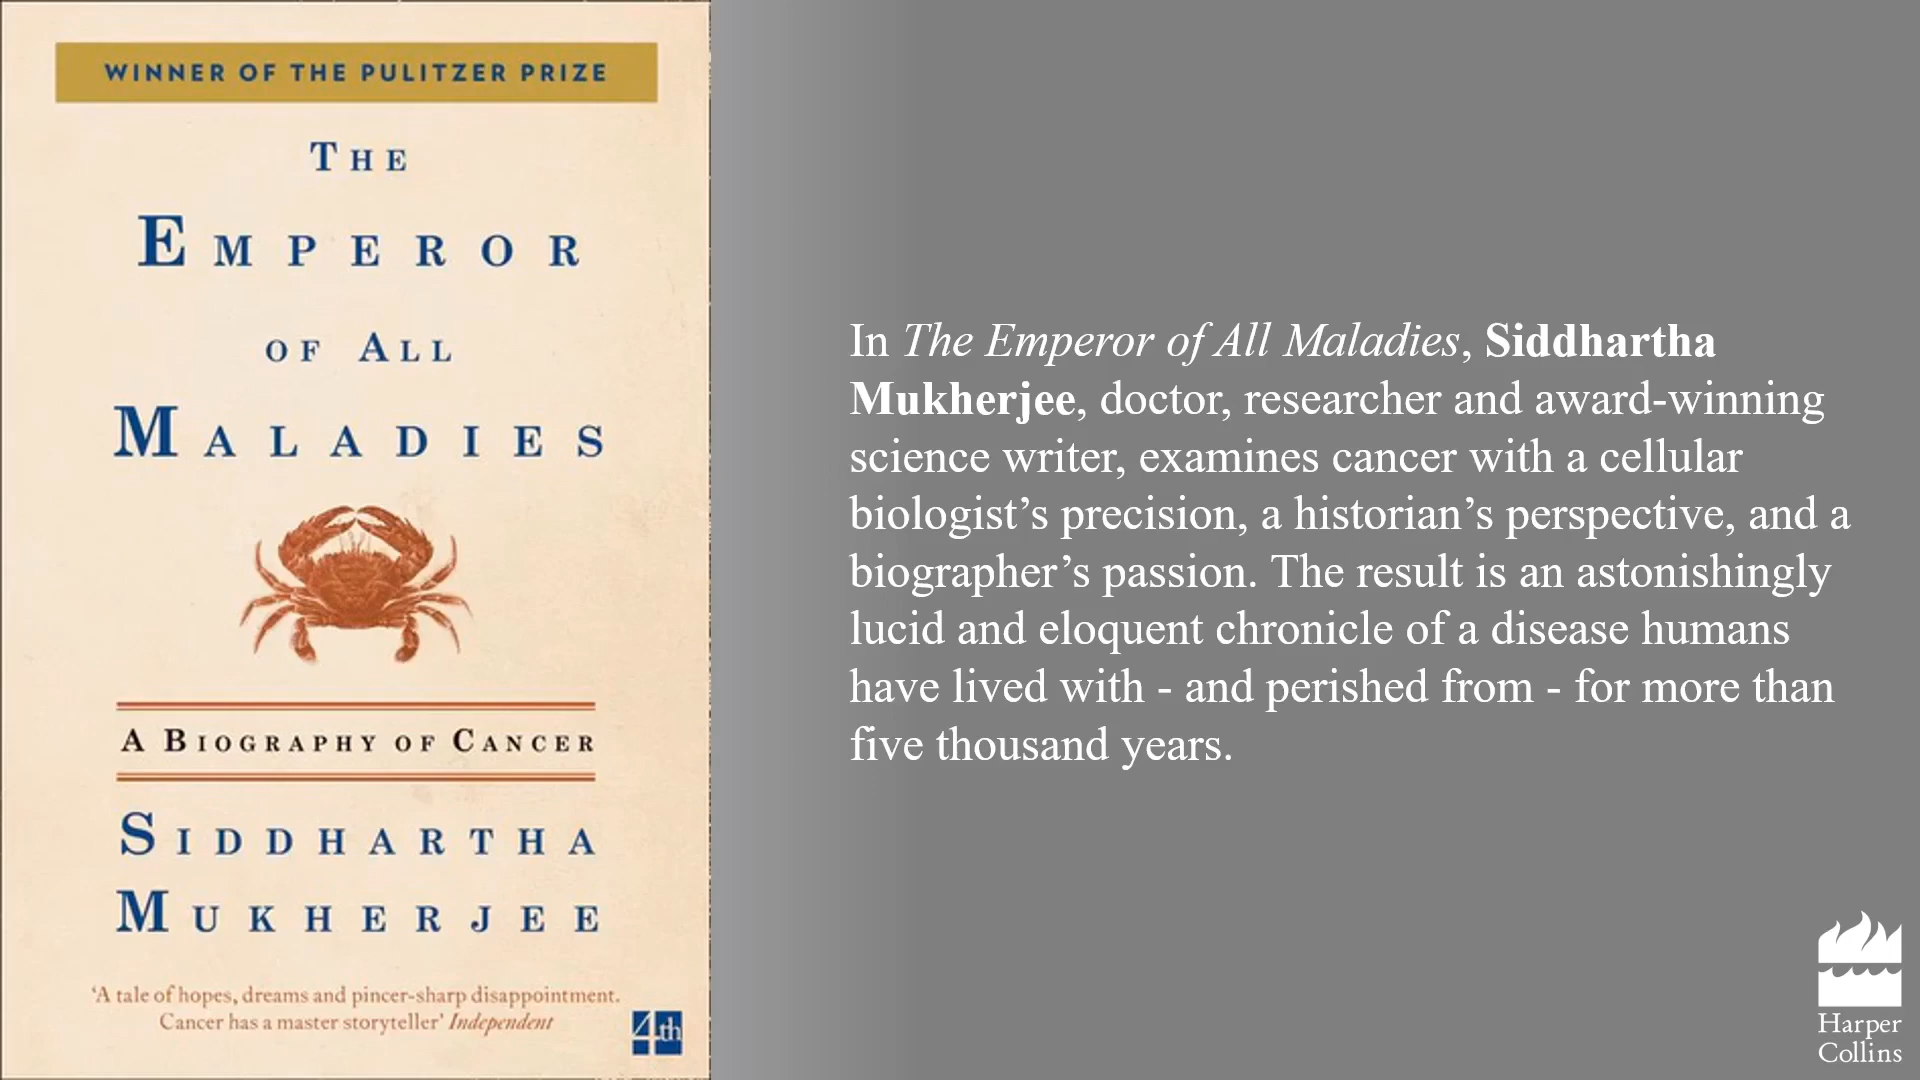 WINNER OF THE PULITZER PRIZE
THE
EMPEROR
OF ALL
MALADIES
A BIOGRAPHY OF CANCER
SIDDHARTHA
MUKHERJEE
‘A tale of hopes, dreams and pincer-sharp disappointment.
Cancer has a master storyteller’ Independent
4th
In The Emperor of All Maladies, Siddhartha
Mukherjee, doctor, researcher and award-winning
science writer, examines cancer with a cellular
biologist’s precision, a historian’s perspective, and a
biographer’s passion. The result is an astonishingly
lucid and eloquent chronicle of a disease humans
have lived with - and perished from - for more than
five thousand years.
Harper
Collins